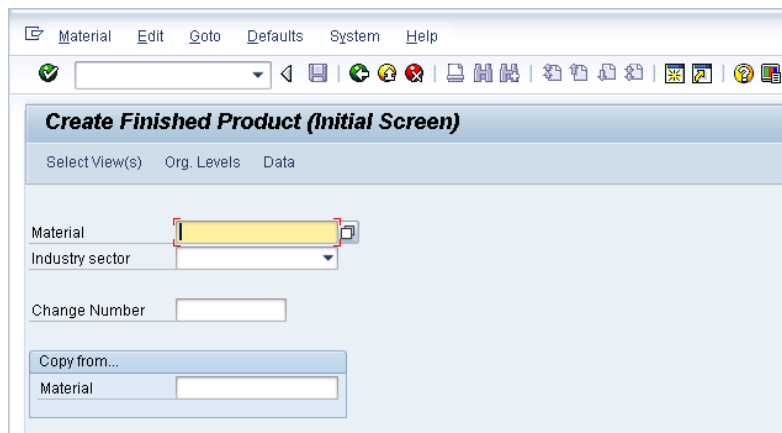 Material Edit Goto Defaults System Help
Create Finished Product (Initial Screen)
Select View(s) Org. Levels Data
Material
Industry sector
Change Number
Copy from...
Material